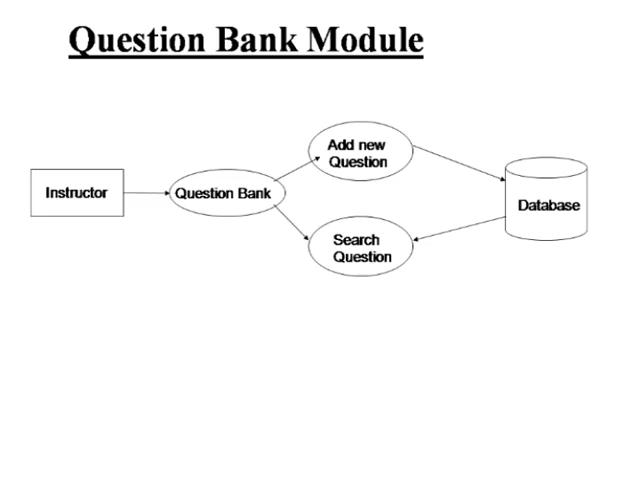 Question Bank Module
Add new
Question
Instructor
Question Bank
Database
Search
Question